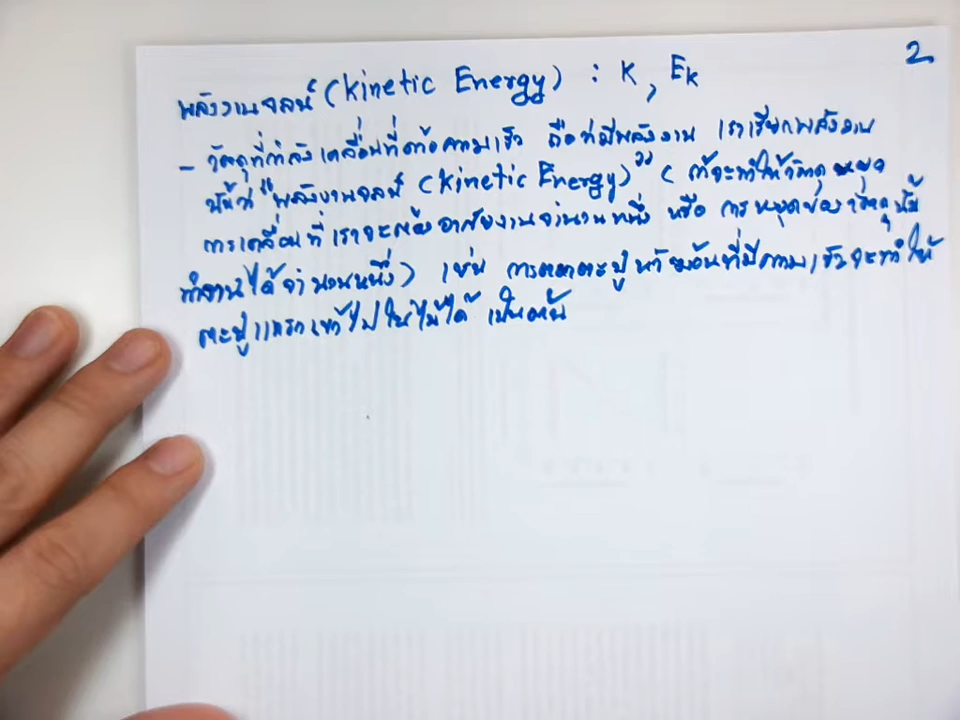 2
พลังงานจลน์ (Kinetic Energy) : K , Ek
- วัตถุที่กำลังเคลื่อนที่ด้วยความเร็ว ถือว่ามีพลังงาน เราเรียกพลังงาน
นั้นว่า "พลังงานจลน์ (Kinetic Energy)" ( ถ้าจะทำให้วัตถุ หยุด
การเคลื่อนที่ เราจะต้องอาศัยงานจำนวนหนึ่ง หรือ การหยุดของวัตถุนั้น
ทำงานได้จำนวนหนึ่ง) เช่น การตอกตะปู ที่มีความเร็วจะทำให้
ตะปูแทรกเข้าไปในไม้ได้ เป็นต้น